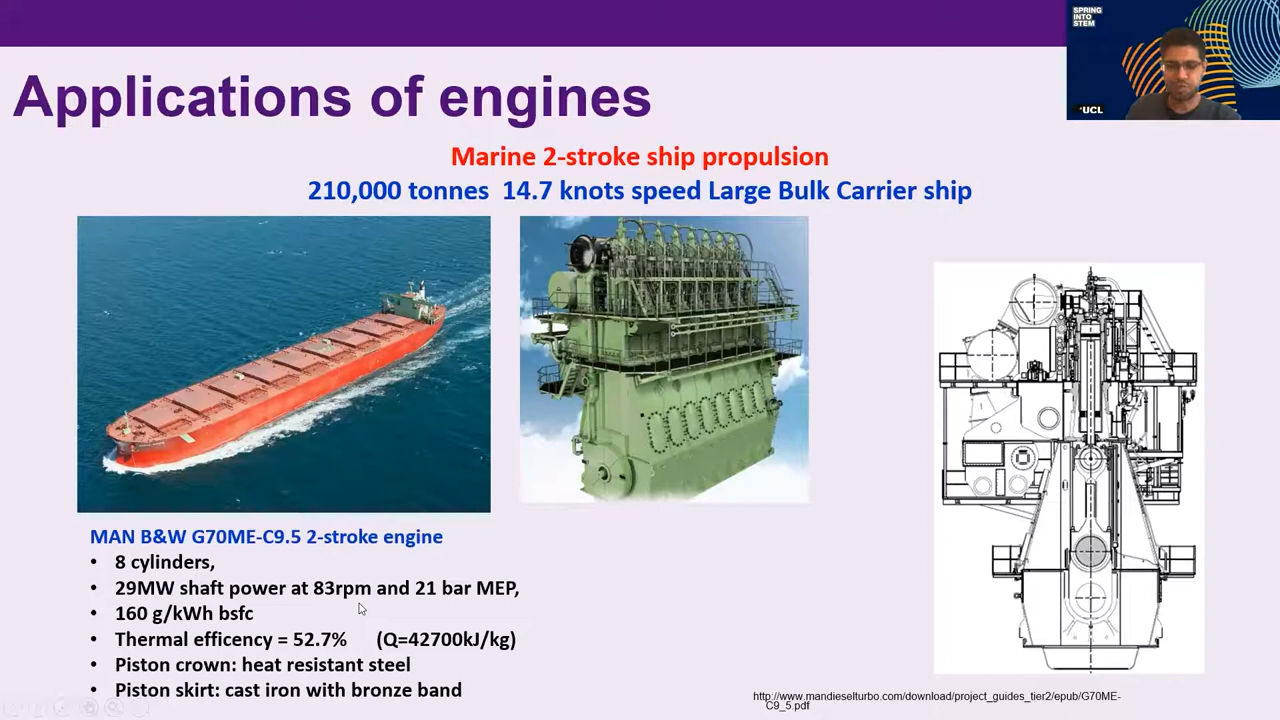 SPRING
INTO
STEM
UCL
Applications of engines
Marine 2-stroke ship propulsion
210,000 tonnes  14.7 knots speed Large Bulk Carrier ship
MAN B&W G70ME-C9.5 2-stroke engine
• 8 cylinders,
• 29MW shaft power at 83rpm and 21 bar MEP,
• 160 g/kWh bsfc
• Thermal efficency = 52.7%     (Q=42700kJ/kg)
• Piston crown: heat resistant steel
• Piston skirt: cast iron with bronze band
http://www.mandieselturbo.com/download/project_guides_tier2/epub/G70ME-
C9_5.pdf